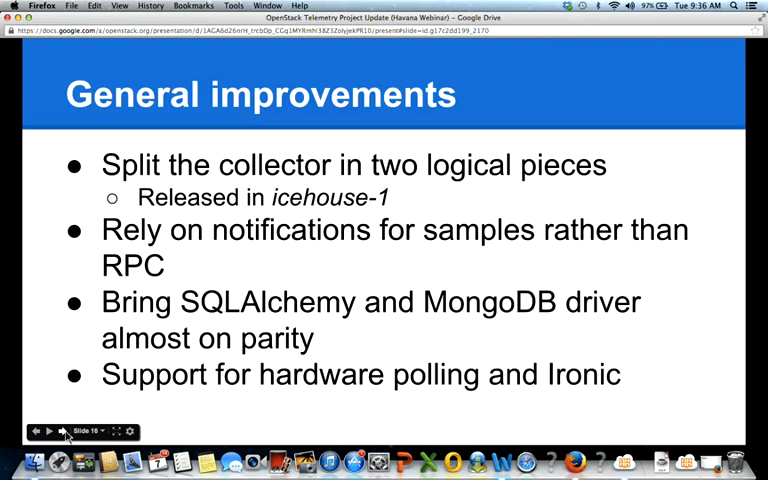 Firefox File Edit View History Bookmarks Tools Window Help 97% Tue 9:36 AM
OpenStack Telemetry Project Update (Havana Webinar) – Google Drive
General improvements
● Split the collector in two logical pieces
○ Released in icehouse-1
● Rely on notifications for samples rather than
RPC
● Bring SQLAlchemy and MongoDB driver
almost on parity
● Support for hardware polling and Ironic
Slide 16